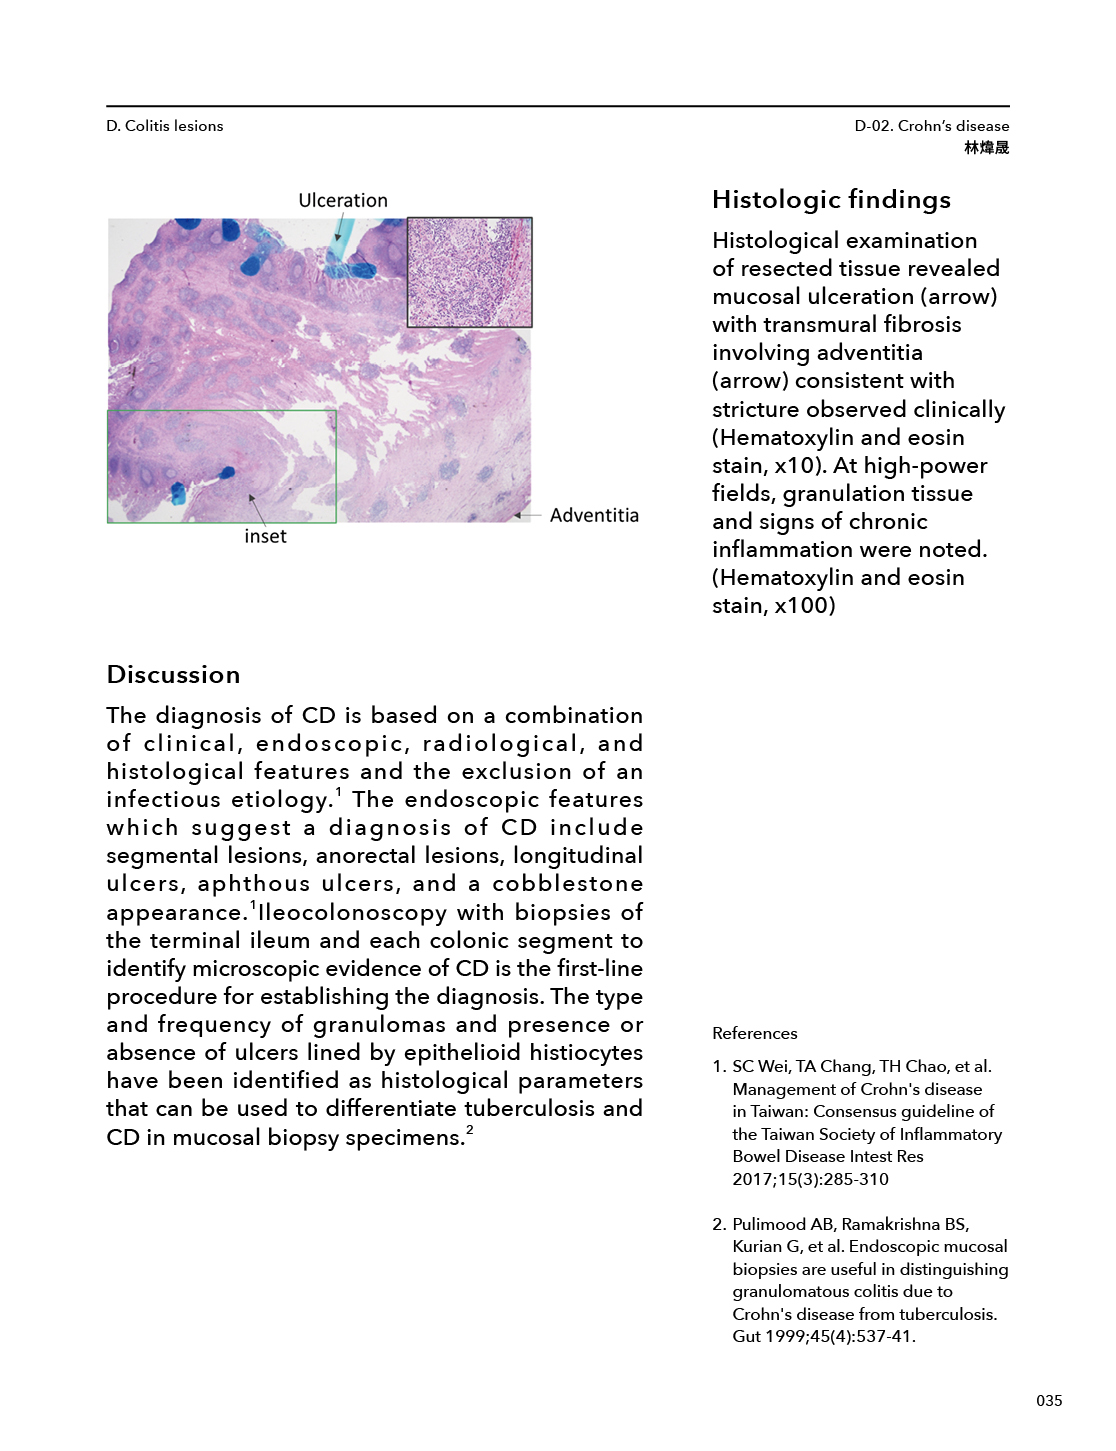 D. Colitis lesions
D-02. Crohn’s disease
林煒晟
Ulceration
inset
Adventitia
Histologic findings
Histological examination
of resected tissue revealed
mucosal ulceration (arrow)
with transmural fibrosis
involving adventitia
(arrow) consistent with
stricture observed clinically
(Hematoxylin and eosin
stain, x10). At high-power
fields, granulation tissue
and signs of chronic
inflammation were noted.
(Hematoxylin and eosin
stain, x100)
Discussion
The diagnosis of CD is based on a combination
of clinical, endoscopic, radiological, and
histological features and the exclusion of an
infectious etiology.¹ The endoscopic features
which suggest a diagnosis of CD include
segmental lesions, anorectal lesions, longitudinal
ulcers, aphthous ulcers, and a cobblestone
appearance.¹Ileocolonoscopy with biopsies of
the terminal ileum and each colonic segment to
identify microscopic evidence of CD is the first-line
procedure for establishing the diagnosis. The type
and frequency of granulomas and presence or
absence of ulcers lined by epithelioid histiocytes
have been identified as histological parameters
that can be used to differentiate tuberculosis and
CD in mucosal biopsy specimens.²
References
1. SC Wei, TA Chang, TH Chao, et al.
Management of Crohn's disease
in Taiwan: Consensus guideline of
the Taiwan Society of Inflammatory
Bowel Disease Intest Res
2017;15(3):285-310
2. Pulimood AB, Ramakrishna BS,
Kurian G, et al. Endoscopic mucosal
biopsies are useful in distinguishing
granulomatous colitis due to
Crohn's disease from tuberculosis.
Gut 1999;45(4):537-41.
035